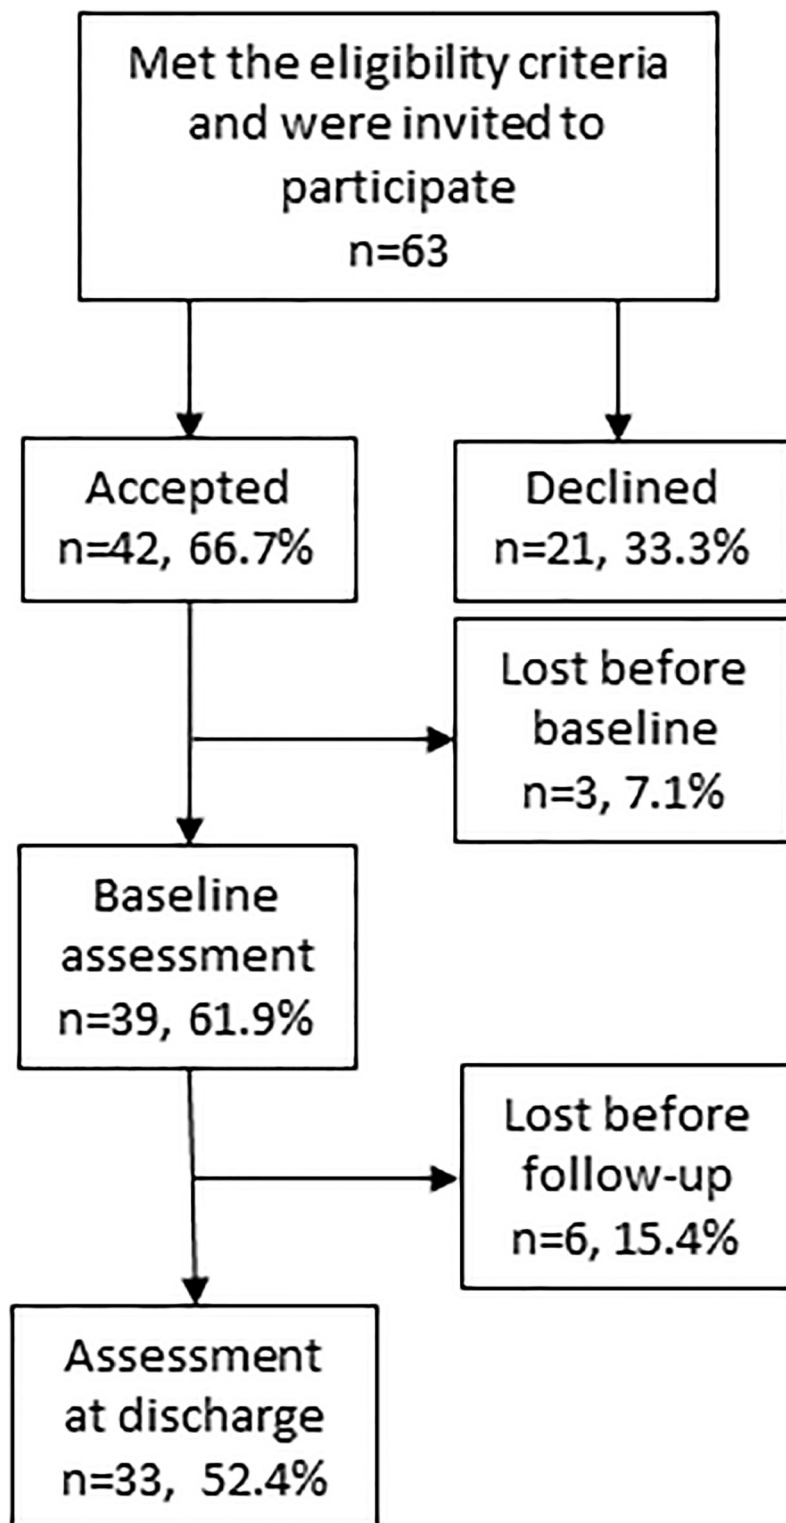 Met the eligibility criteria
and were invited to
participate
n=63
Accepted
n=42, 66.7%
Declined
n=21, 33.3%
Lost before
baseline
n=3, 7.1%
Baseline
assessment
n=39, 61.9%
Lost before
follow-up
n=6, 15.4%
Assessment
at discharge
n=33, 52.4%